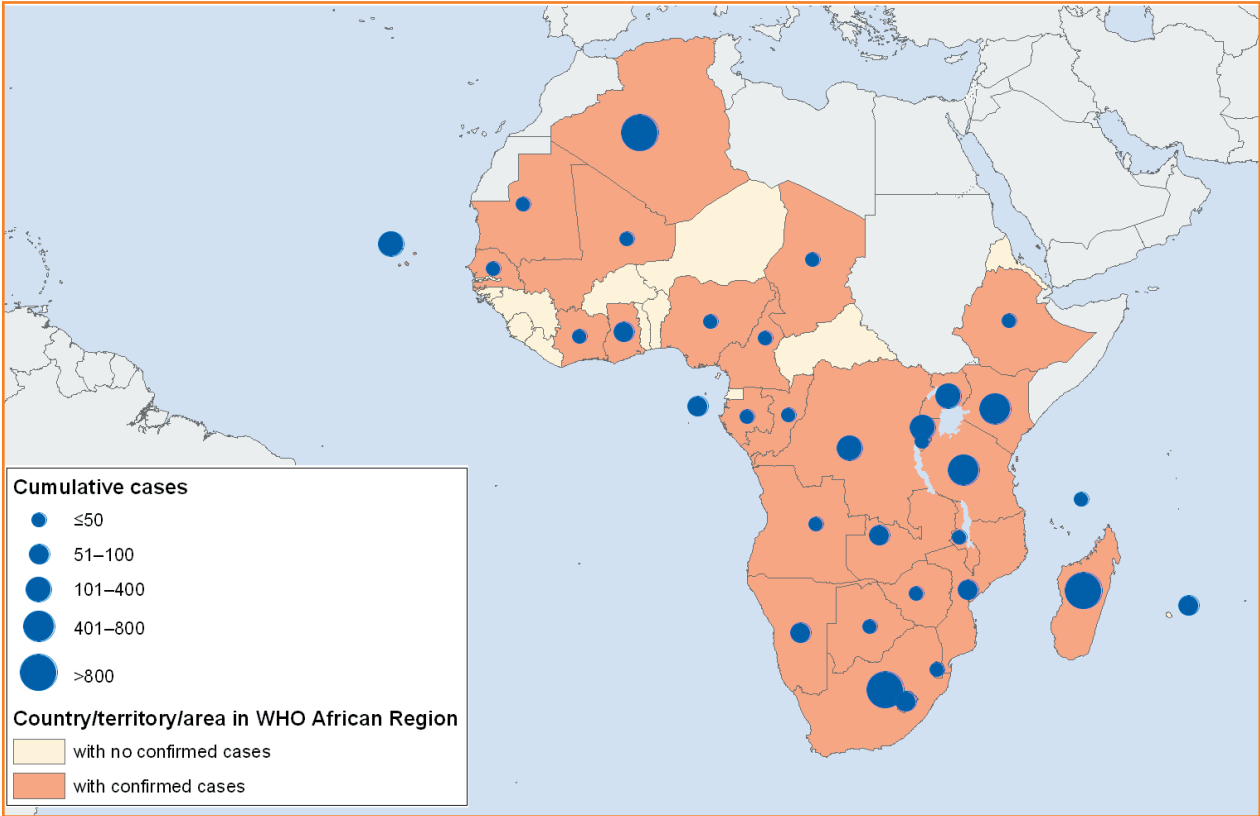 Cumulative cases
≤50
51–100
101–400
401–800
>800
Country/territory/area in WHO African Region
with no confirmed cases
with confirmed cases